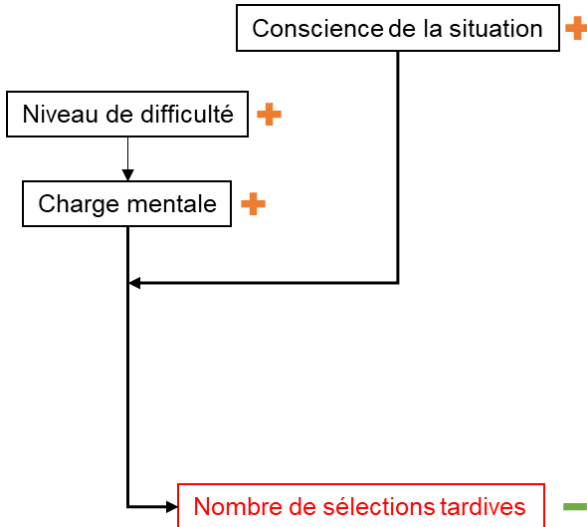 Conscience de la situation +
Niveau de difficulté +
Charge mentale +
Nombre de sélections tardives −